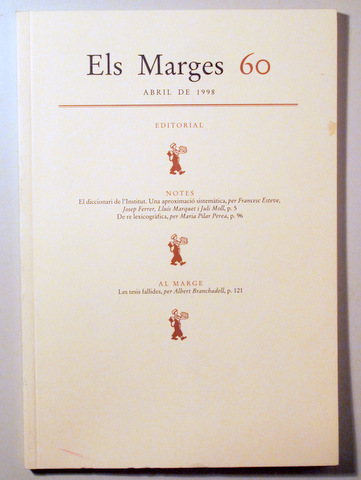 Els Marges 60
ABRIL DE 1998
EDITORIAL
NOTES
El diccionari de l'Institut. Una aproximació sistemàtica, per Francesc Esteve,
Josep Ferrer, Lluís Marquet i Juli Moll, p. 5
De re lexicogràfica, per Maria Pilar Perea, p. 96
AL MARGE
Les tesis fallides, per Albert Branchadell, p. 121